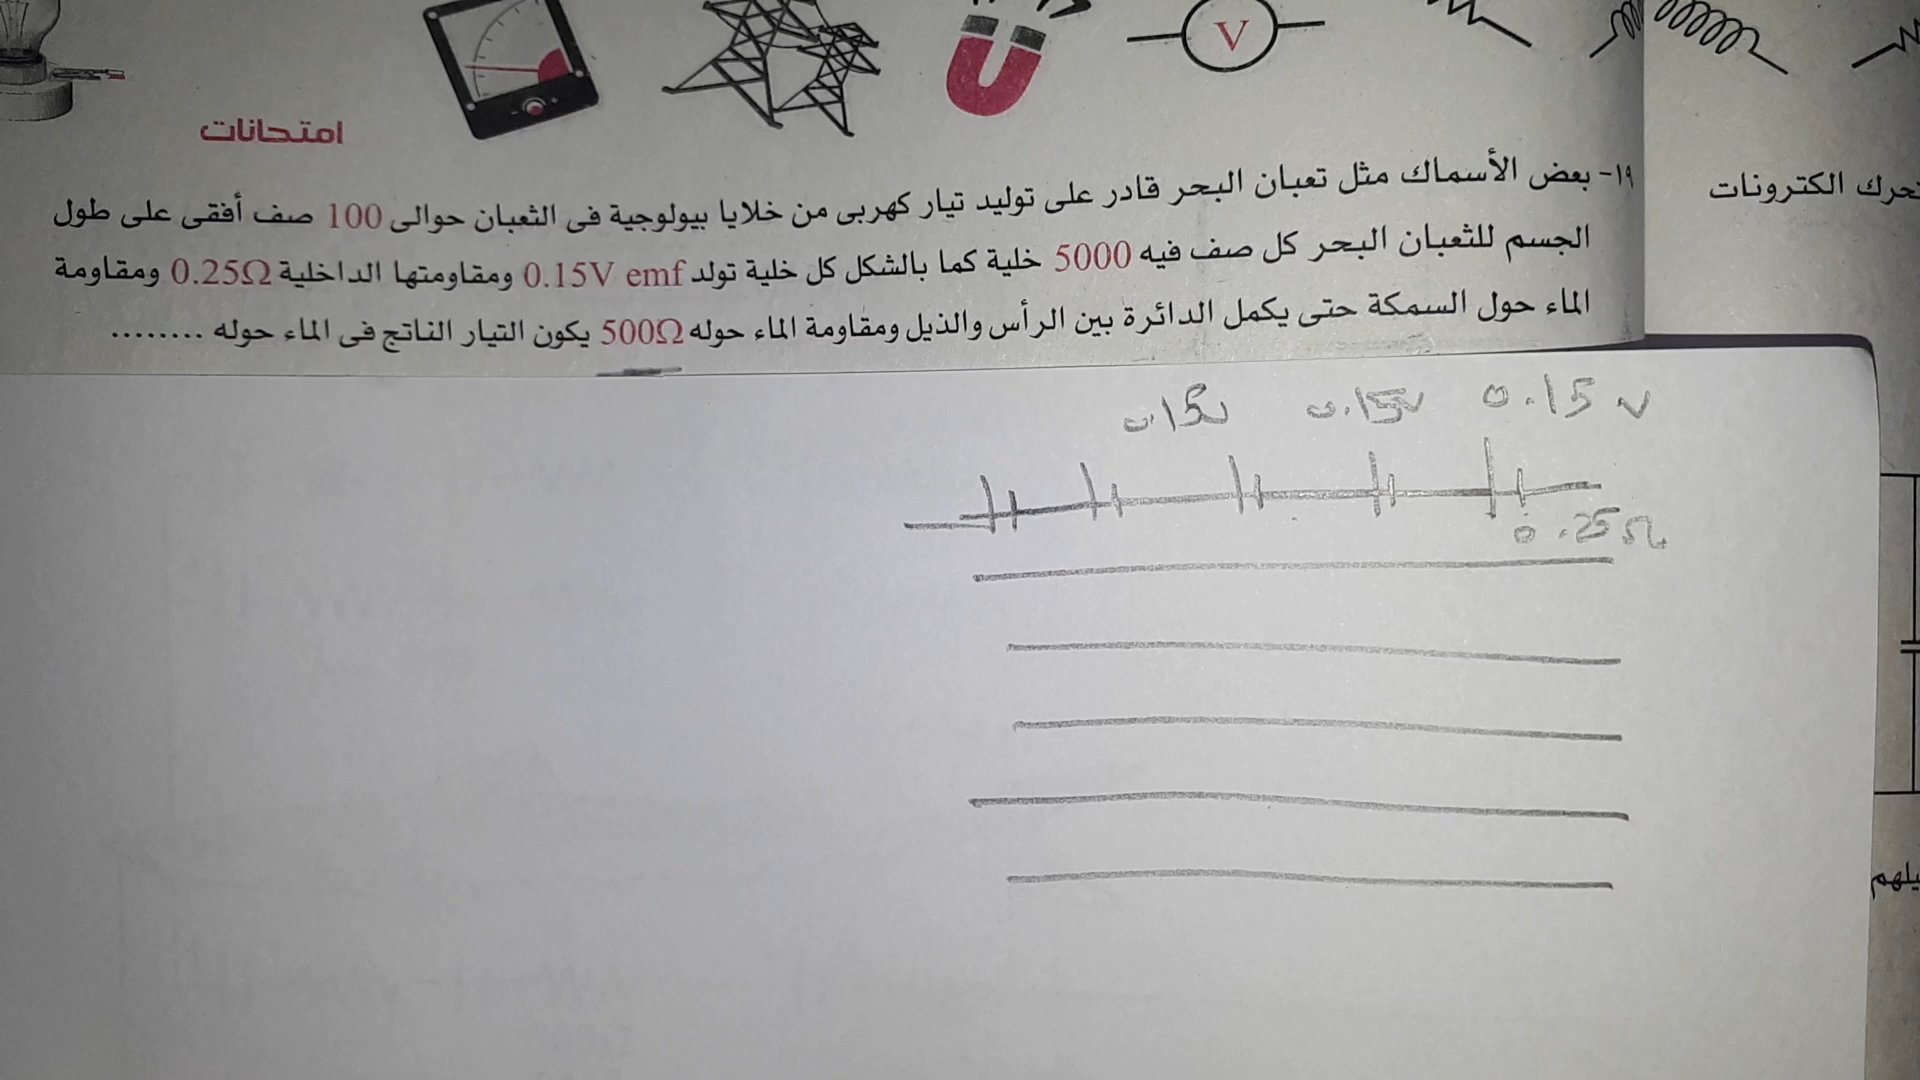 V
امتحانات
١٩- بعض الأسماك مثل تعبان البحر قادر على توليد تيار كهربى من خلايا بيولوجية فى الثعبان حوالى 100 صف أفقى على طول
الجسم للثعبان البحر كل صف فيه 5000 خلية كما بالشكل كل خلية تولد 0.15V emf ومقاومتها الداخلية 0.25Ω ومقاومة
الماء حول السمكة حتى يكمل الدائرة بين الرأس والذيل ومقاومة الماء حوله 500Ω يكون التيار الناتج فى الماء حوله ........
تحرك الكترونات
0.15V 0.15V 0.15V
0.25Ω